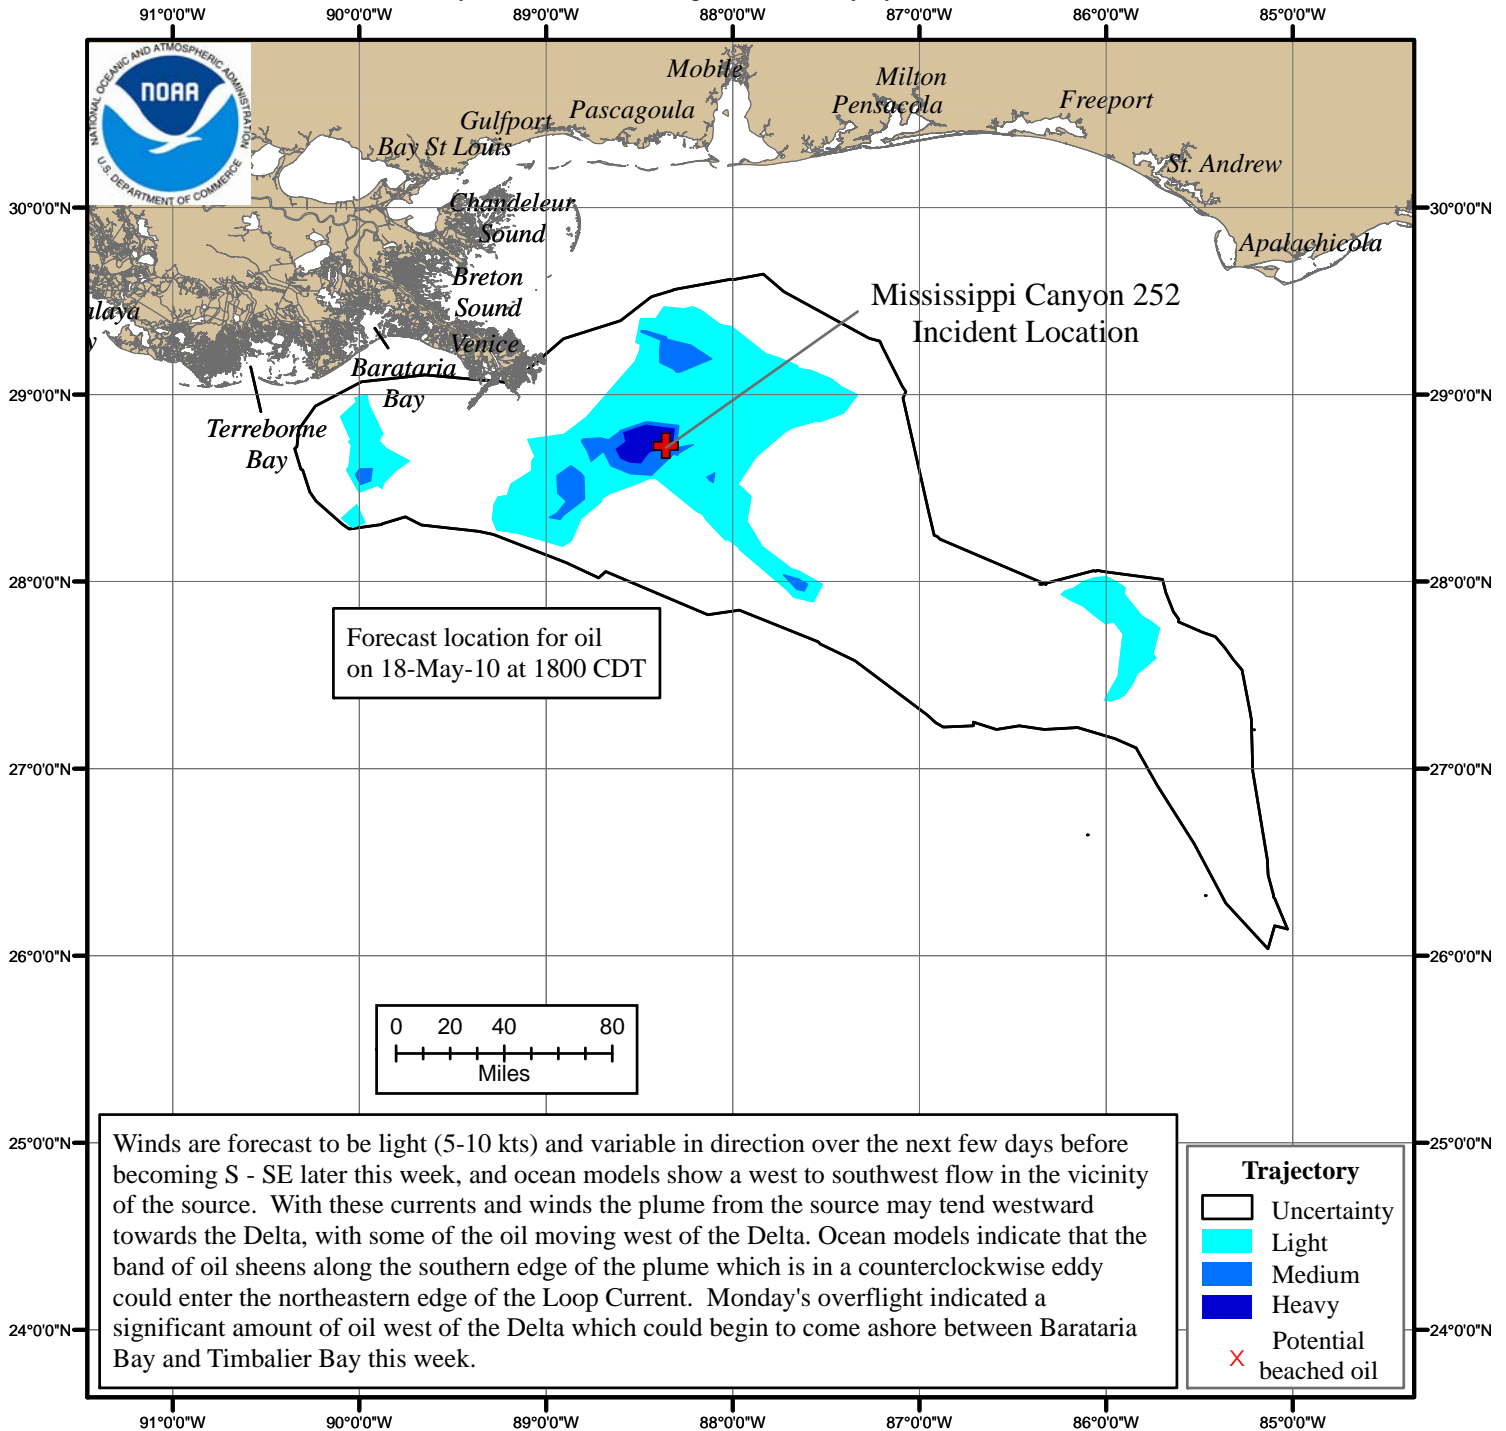 91°0'0"W 90°0'0"W 89°0'0"W 88°0'0"W 87°0'0"W 86°0'0"W 85°0'0"W
NATIONAL OCEANIC AND ATMOSPHERIC ADMINISTRATION
NOAA
U.S. DEPARTMENT OF COMMERCE
Mobile
Milton
Pensacola
Freeport
Pascagoula
Gulfport
Bay St Louis
St. Andrew
Chandeleur
Sound
30°0'0"N 30°0'0"N
Apalachicola
Breton
Sound
alaya
y
Venice
Mississippi Canyon 252
Incident Location
Barataria
Bay
29°0'0"N 29°0'0"N
Terrebonne
Bay
28°0'0"N 28°0'0"N
Forecast location for oil
on 18-May-10 at 1800 CDT
27°0'0"N 27°0'0"N
26°0'0"N 26°0'0"N
0 20 40 80
Miles
25°0'0"N 25°0'0"N
Winds are forecast to be light (5-10 kts) and variable in direction over the next few days before
becoming S - SE later this week, and ocean models show a west to southwest flow in the vicinity
of the source. With these currents and winds the plume from the source may tend westward
towards the Delta, with some of the oil moving west of the Delta. Ocean models indicate that the
band of oil sheens along the southern edge of the plume which is in a counterclockwise eddy
could enter the northeastern edge of the Loop Current. Monday's overflight indicated a
significant amount of oil west of the Delta which could begin to come ashore between Barataria
Bay and Timbalier Bay this week.
Trajectory
Uncertainty
Light
Medium
Heavy
X Potential
beached oil
24°0'0"N 24°0'0"N
91°0'0"W 90°0'0"W 89°0'0"W 88°0'0"W 87°0'0"W 86°0'0"W 85°0'0"W